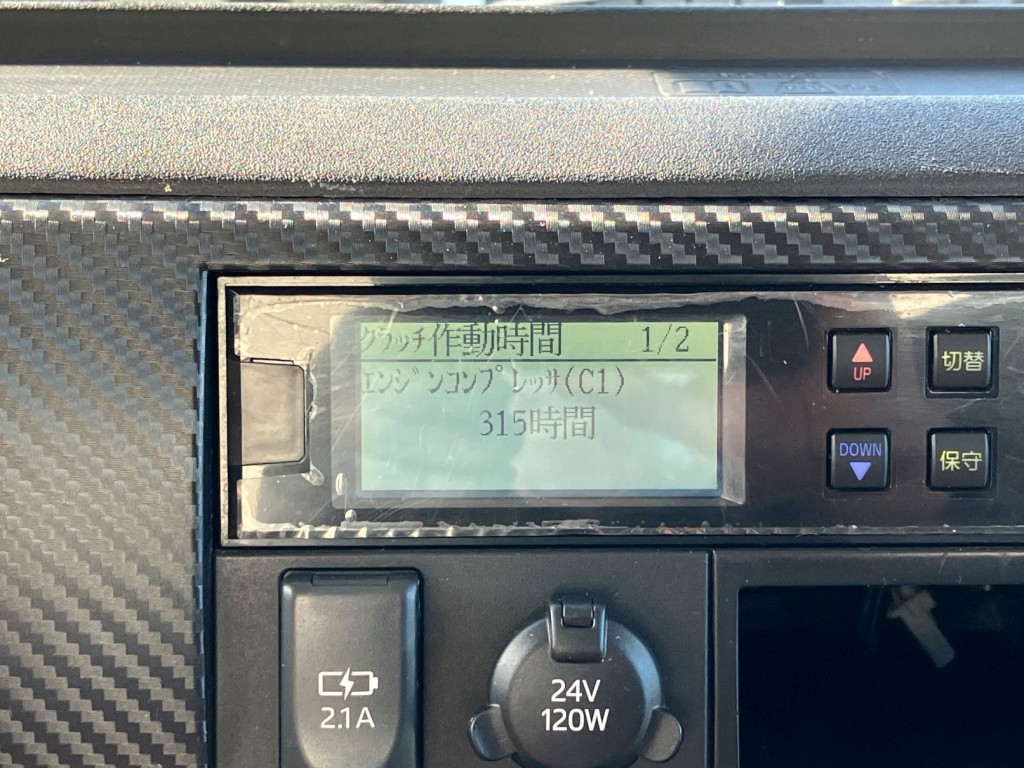 クラッチ作動時間 1/2
エンジンコンプレッサ(C1)
315時間
UP
切替
DOWN
保守
2.1A
24V
120W